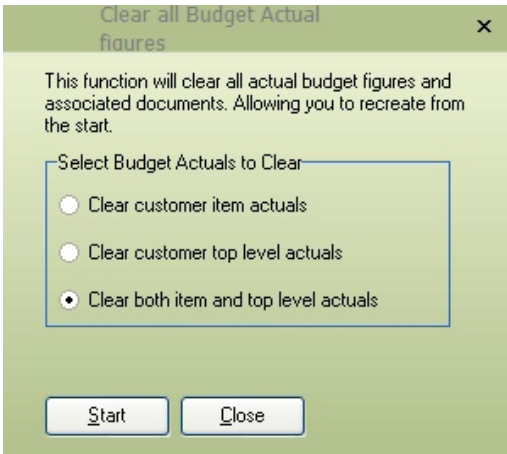 Clear all Budget Actual
figures
This function will clear all actual budget figures and
associated documents. Allowing you to recreate from
the start.
Select Budget Actuals to Clear
Clear customer item actuals
Clear customer top level actuals
Clear both item and top level actuals
Start
Close